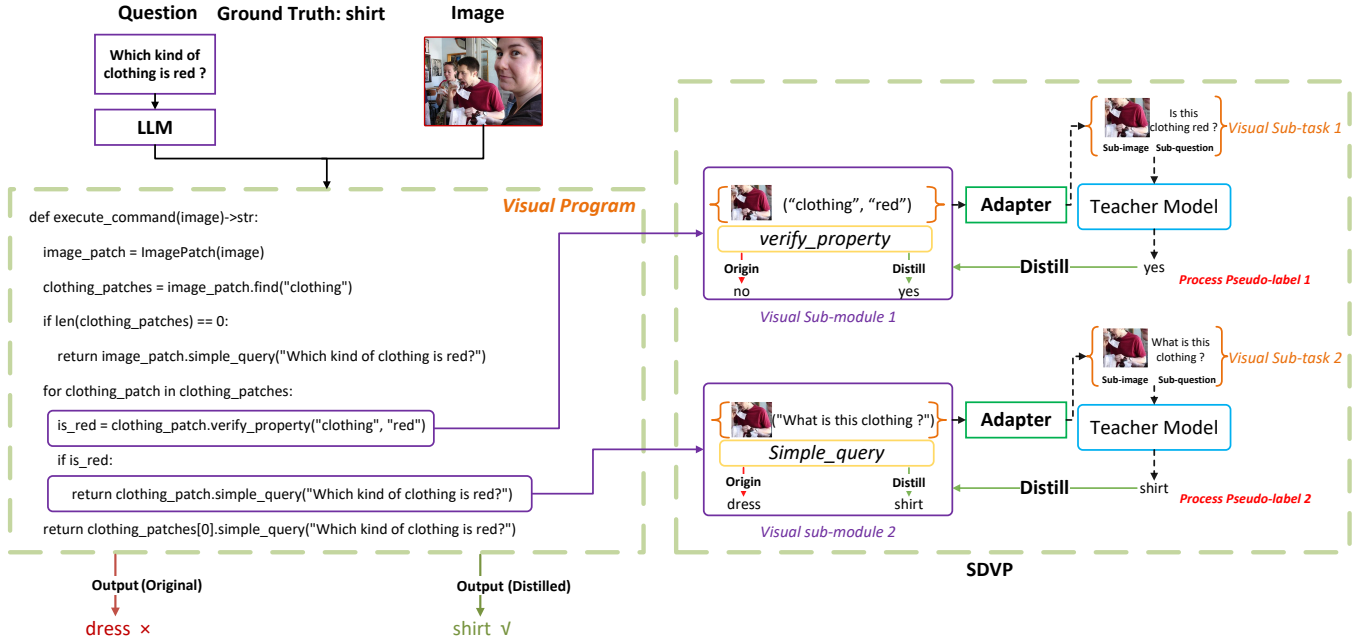 Question
Ground Truth: shirt
Image
Which kind of
clothing is red ?
LLM
Visual Program
def execute_command(image)->str:
image_patch = ImagePatch(image)
clothing_patches = image_patch.find("clothing")
if len(clothing_patches) == 0:
return image_patch.simple_query("Which kind of clothing is red?")
for clothing_patch in clothing_patches:
is_red = clothing_patch.verify_property("clothing", "red")
if is_red:
return clothing_patch.simple_query("Which kind of clothing is red?")
return clothing_patches[0].simple_query("Which kind of clothing is red?")
Output (Original)
dress ×
Output (Distilled)
shirt √
(“clothing”, “red”)
verify_property
Origin
no
Distill
yes
Visual Sub-module 1
Adapter
Is this
clothing red ?
Sub-image
Sub-question
Visual Sub-task 1
Teacher Model
yes
Distill
Process Pseudo-label 1
("What is this clothing ?")
Simple_query
Origin
dress
Distill
shirt
Visual sub-module 2
Adapter
What is this
clothing ?
Sub-image
Sub-question
Visual Sub-task 2
Teacher Model
shirt
Distill
Process Pseudo-label 2
SDVP